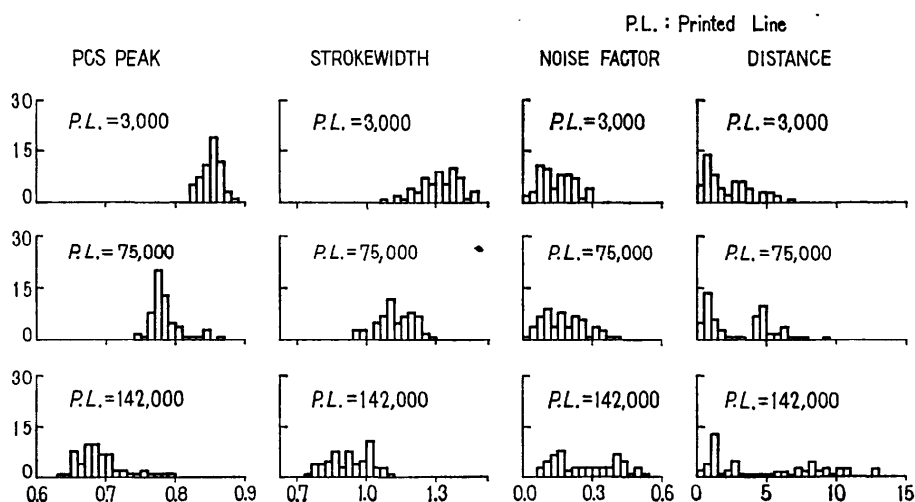 P.L. : Printed Line
PCS PEAK STROKEWIDTH NOISE FACTOR DISTANCE
30
15
0
P.L.=3,000 P.L.=3,000 P.L.=3,000 P.L.=3,000
30
15
0
P.L.=75,000 P.L.=75,000 P.L.=75,000 P.L.=75,000
30
15
0
P.L.=142,000 P.L.=142,000 P.L.=142,000 P.L.=142,000
0.6 0.7 0.8 0.9 0.7 1.0 1.3 0.0 0.3 0.6 0 5 10 15